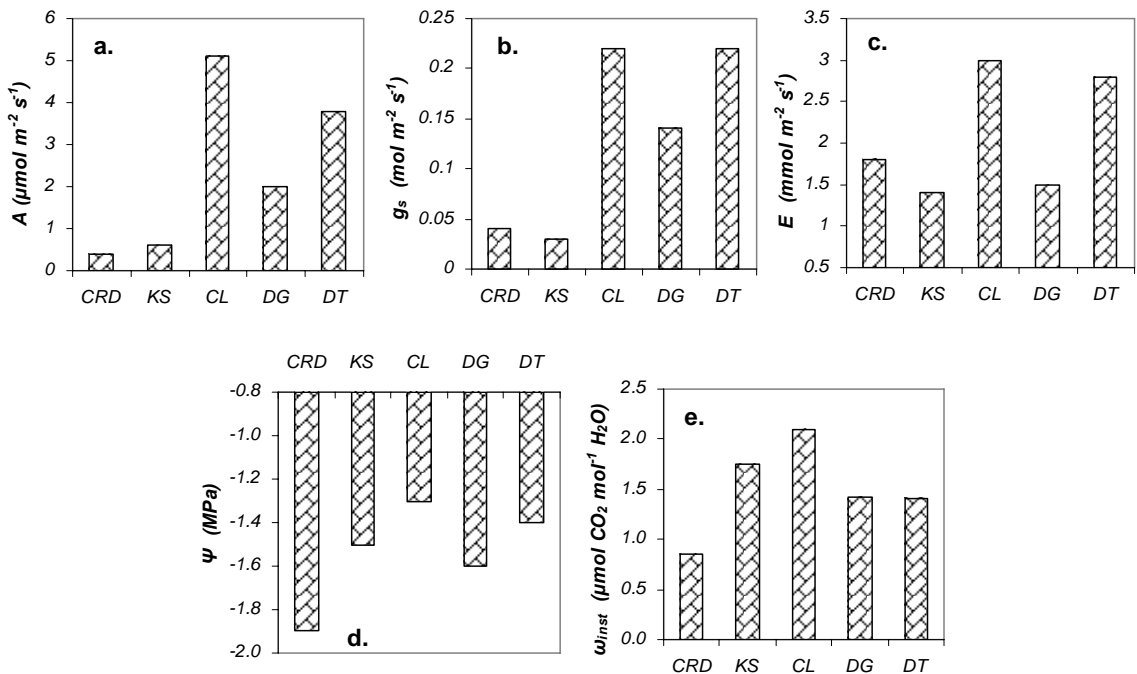 a.
A (µmol m⁻² s⁻¹)
6
5
4
3
2
1
0
CRD KS CL DG DT
b.
gₛ (mol m⁻² s⁻¹)
0.25
0.2
0.15
0.1
0.05
0
CRD KS CL DG DT
c.
E (mmol m⁻² s⁻¹)
3.5
3
2.5
2
1.5
1
0.5
CRD KS CL DG DT
CRD KS CL DG DT
Ψ (MPa)
-0.8
-1.0
-1.2
-1.4
-1.6
-1.8
-2.0
d.
e.
ω_inst (µmol CO₂ mol⁻¹ H₂O)
2.5
2.0
1.5
1.0
0.5
0.0
CRD KS CL DG DT